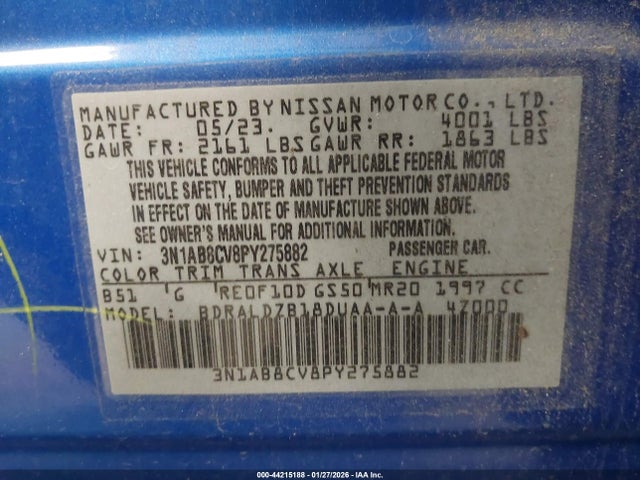 MANUFACTURED BY NISSAN MOTOR CO., LTD.
DATE: 05/23. GVWR: 4001 LBS
GAWR FR: 2161 LBS GAWR RR: 1863 LBS
THIS VEHICLE CONFORMS TO ALL APPLICABLE FEDERAL MOTOR
VEHICLE SAFETY, BUMPER AND THEFT PREVENTION STANDARDS
IN EFFECT ON THE DATE OF MANUFACTURE SHOWN ABOVE.
SEE OWNER'S MANUAL FOR ADDITIONAL INFORMATION
VIN: 3N1AB8CV8PY275882 PASSENGER CAR.
COLOR TRIM TRANS AXLE ENGINE
B51 G RE0F10D GS50 MR20 1997 CC
MODEL: BDRALDZB18DUAA-A-A 4Z000
3N1AB8CV8PY275882
000-44215188 | 01/27/2026 | IAA Inc.